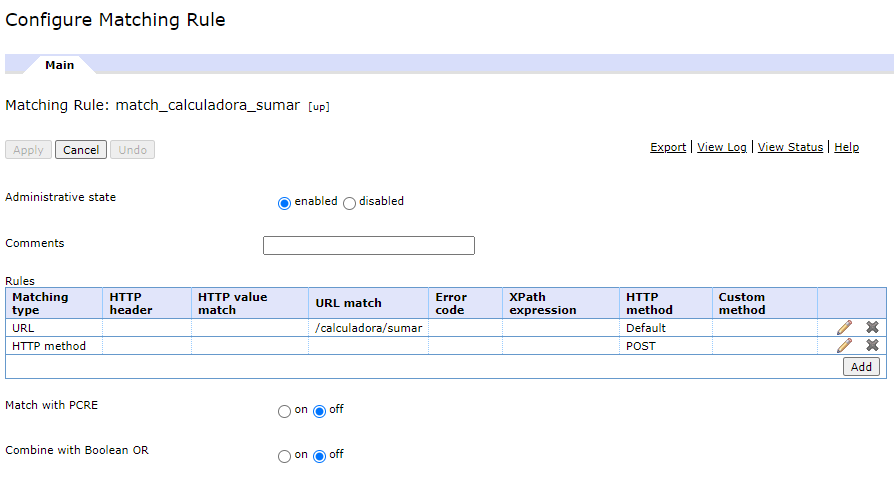 Configure Matching Rule
Main
Matching Rule: match_calculadora_sumar [up]
Apply Cancel Undo Export | View Log | View Status | Help
Administrative state enabled disabled
Comments
Rules
Matching type HTTP header HTTP value match URL match Error code XPath expression HTTP method Custom method
URL /calculadora/sumar Default
HTTP method POST
Add
Match with PCRE on off
Combine with Boolean OR on off